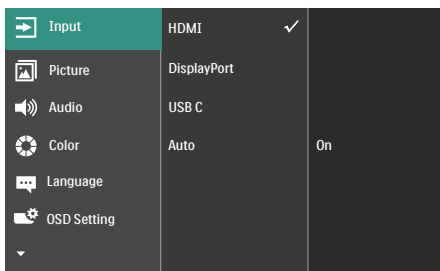 Input
HDMI
Picture
DisplayPort
Audio
USB C
Color
Auto
On
Language
OSD Setting